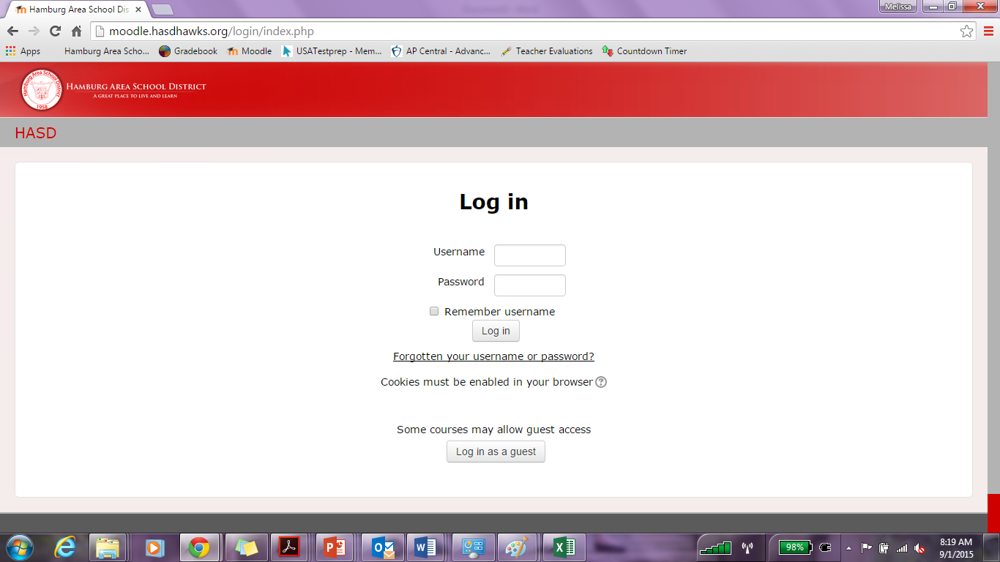 Hamburg Area School Dis
Melissa
moodle.hasdhawks.org/login/index.php
Apps Hamburg Area Scho... Gradebook Moodle USATestprep - Mem... AP Central - Advanc... Teacher Evaluations Countdown Timer
Hamburg Area School District
1958
HAMBURG AREA SCHOOL DISTRICT
A GREAT PLACE TO LIVE AND LEARN
HASD
Log in
Username
Password
Remember username
Log in
Forgotten your username or password?
Cookies must be enabled in your browser ?
Some courses may allow guest access
Log in as a guest
98%
8:19 AM
9/1/2015